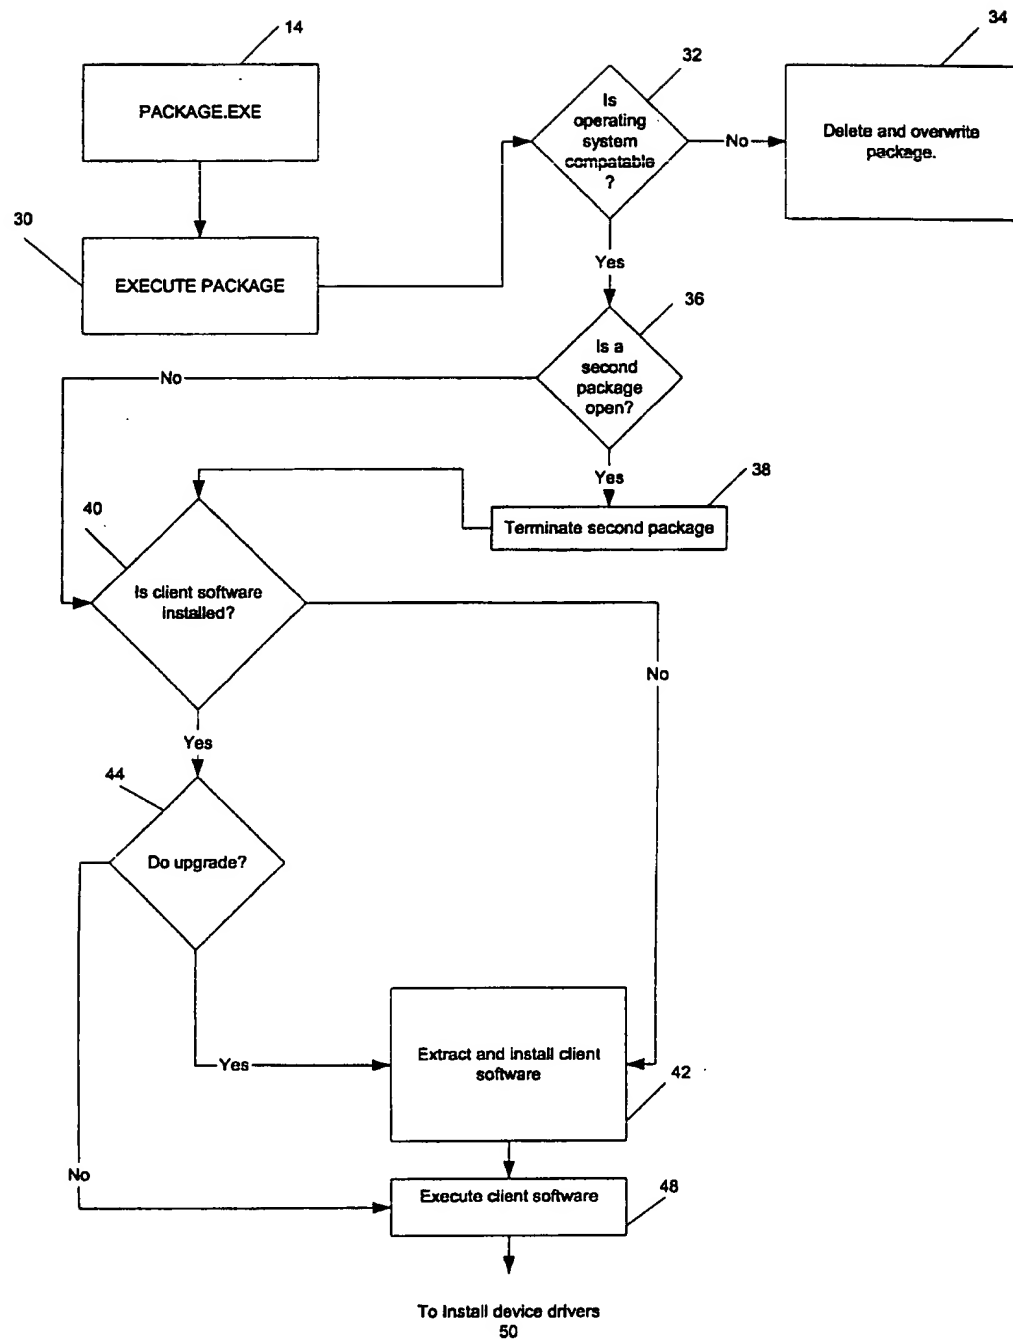 14
PACKAGE.EXE
30
EXECUTE PACKAGE
32
Is
operating
system
compatable
?
No
34
Delete and overwrite
package.
Yes
36
Is a
second
package
open?
No
Yes
38
Terminate second package
40
Is client software
installed?
No
Yes
44
Do upgrade?
Yes
Extract and install client
software
42
No
Execute client software
48
To Install device drivers
50